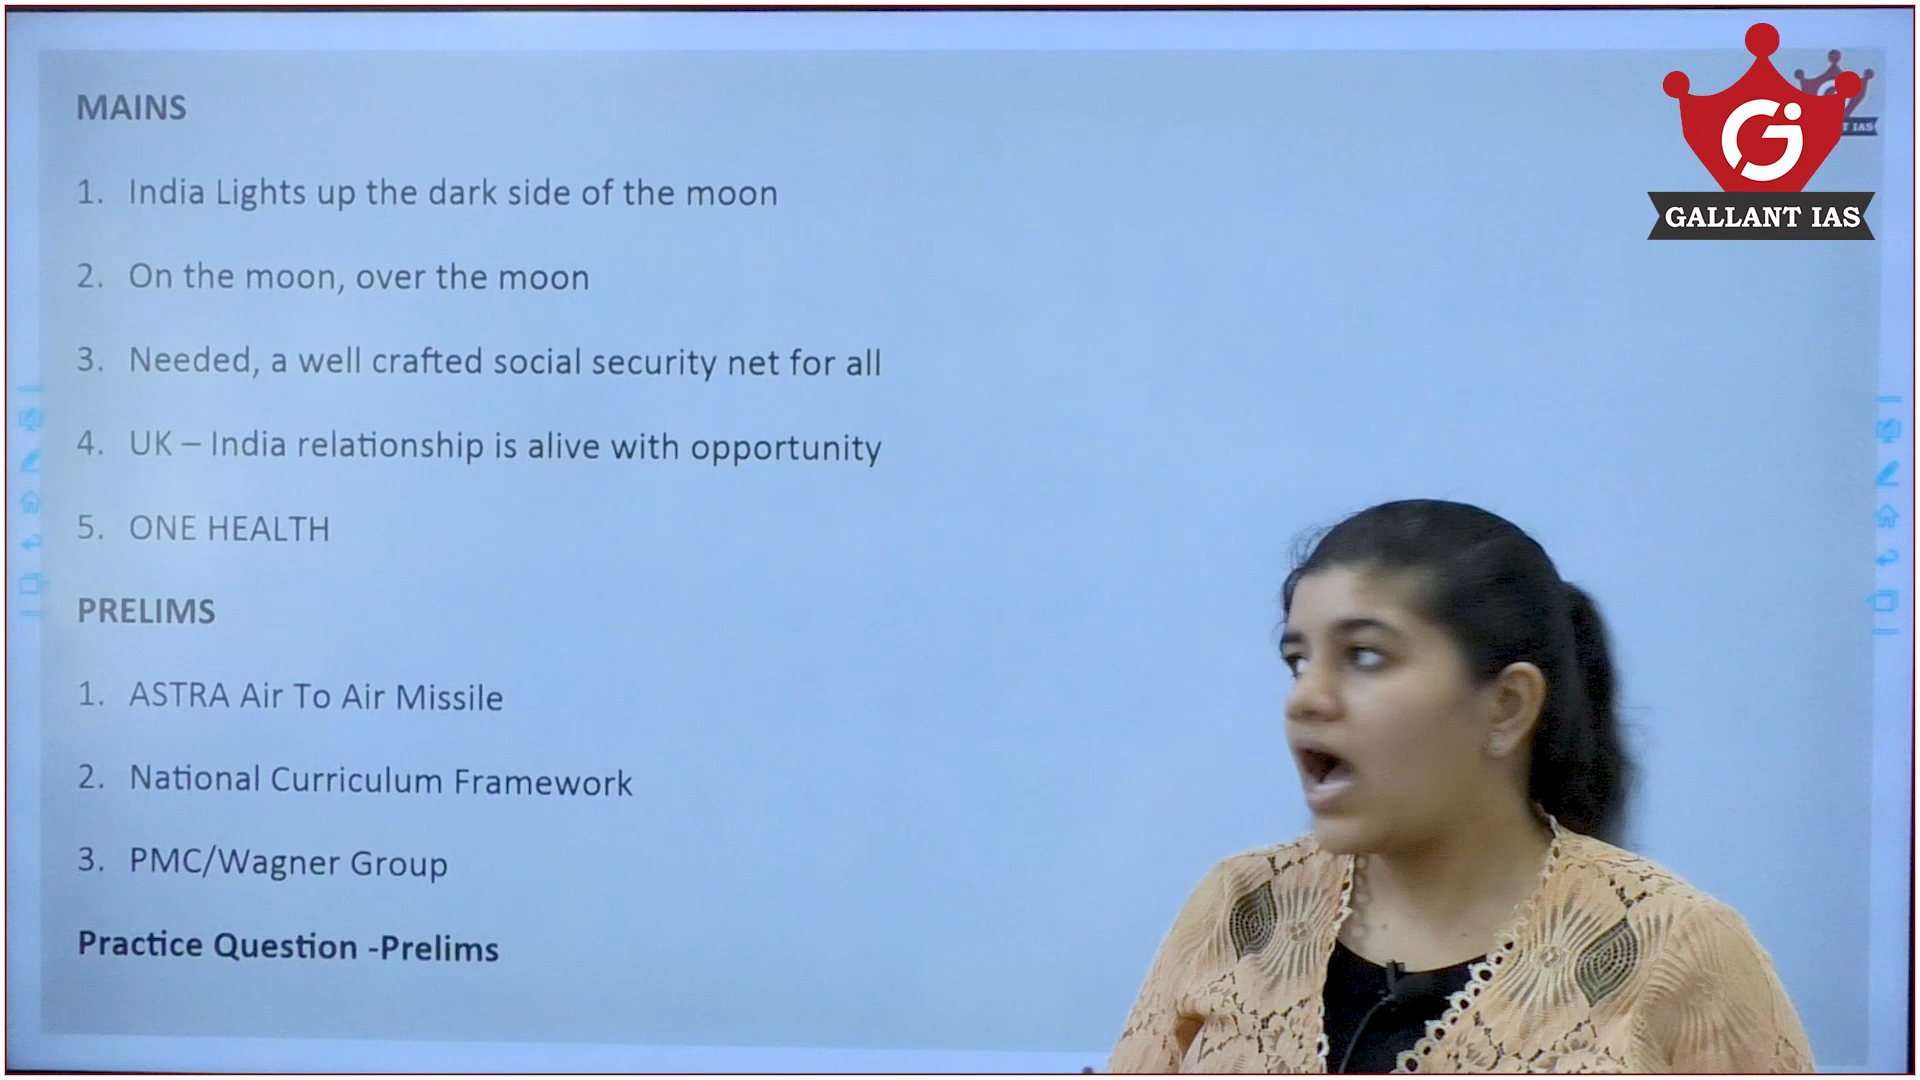 MAINS
1. India Lights up the dark side of the moon
2. On the moon, over the moon
3. Needed, a well crafted social security net for all
4. UK – India relationship is alive with opportunity
5. ONE HEALTH
PRELIMS
1. ASTRA Air To Air Missile
2. National Curriculum Framework
3. PMC/Wagner Group
Practice Question -Prelims
G
GALLANT IAS
T IAS